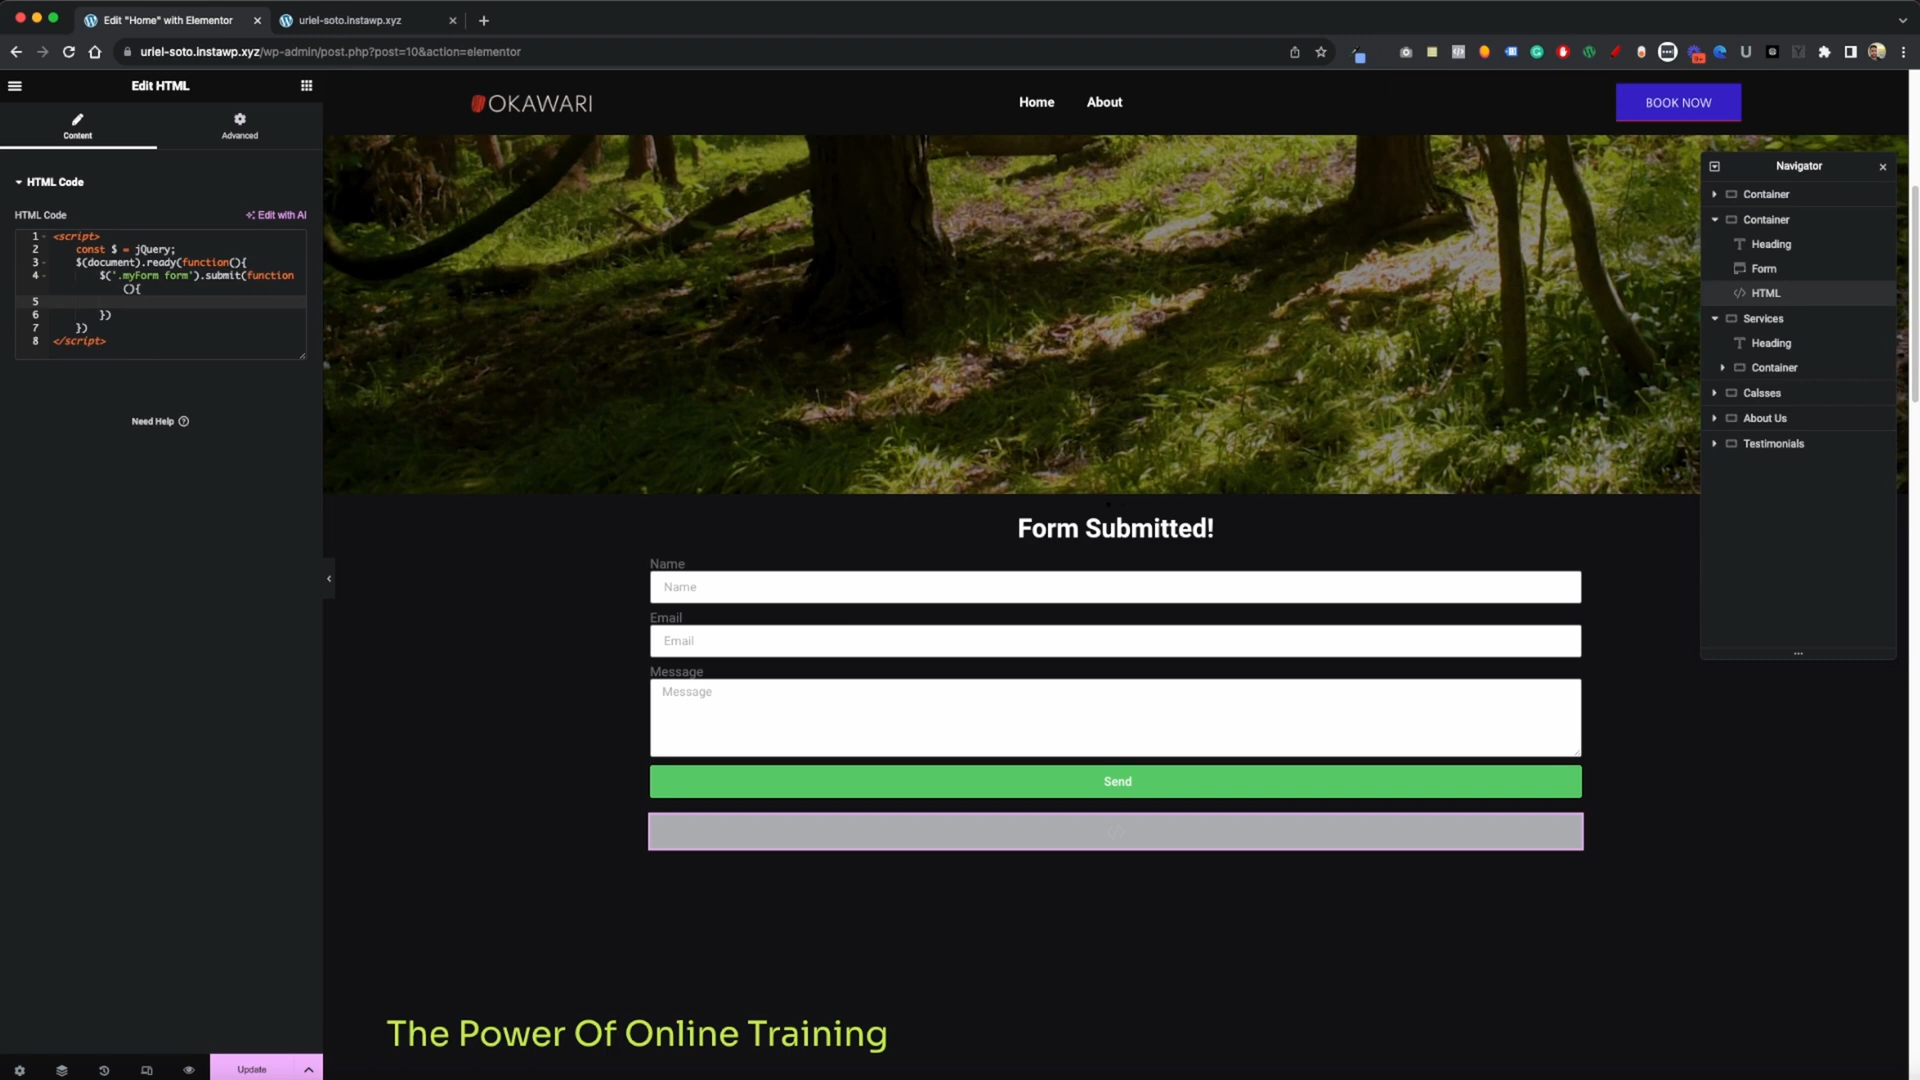 Edit "Home" with Elementor
uriel-soto.instawp.xyz
uriel-soto.instawp.xyz/wp-admin/post.php?post=10&action=elementor
9+
Edit HTML
Content
Advanced
HTML Code
HTML Code
Edit with AI
1 <script>
2 const $ = jQuery;
3 $(document).ready(function(){
4 $('.myForm form').submit(function
(){
5
6 })
7 })
8 </script>
Need Help
Update
OKAWARI
Home
About
BOOK NOW
Form Submitted!
Name
Name
Email
Email
Message
Message
Send
The Power Of Online Training
Navigator
Container
Container
Heading
Form
HTML
Services
Heading
Container
Calsses
About Us
Testimonials